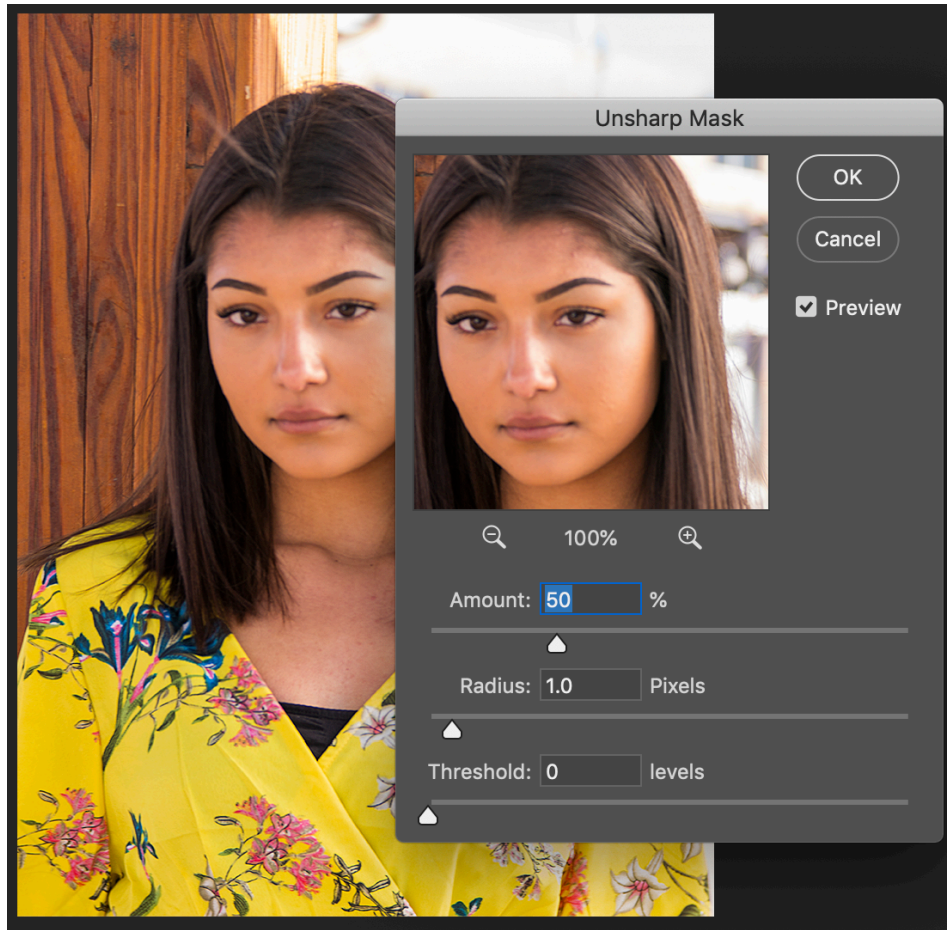 Unsharp Mask
OK
Cancel
Preview
100%
Amount: 50 %
Radius: 1.0 Pixels
Threshold: 0 levels